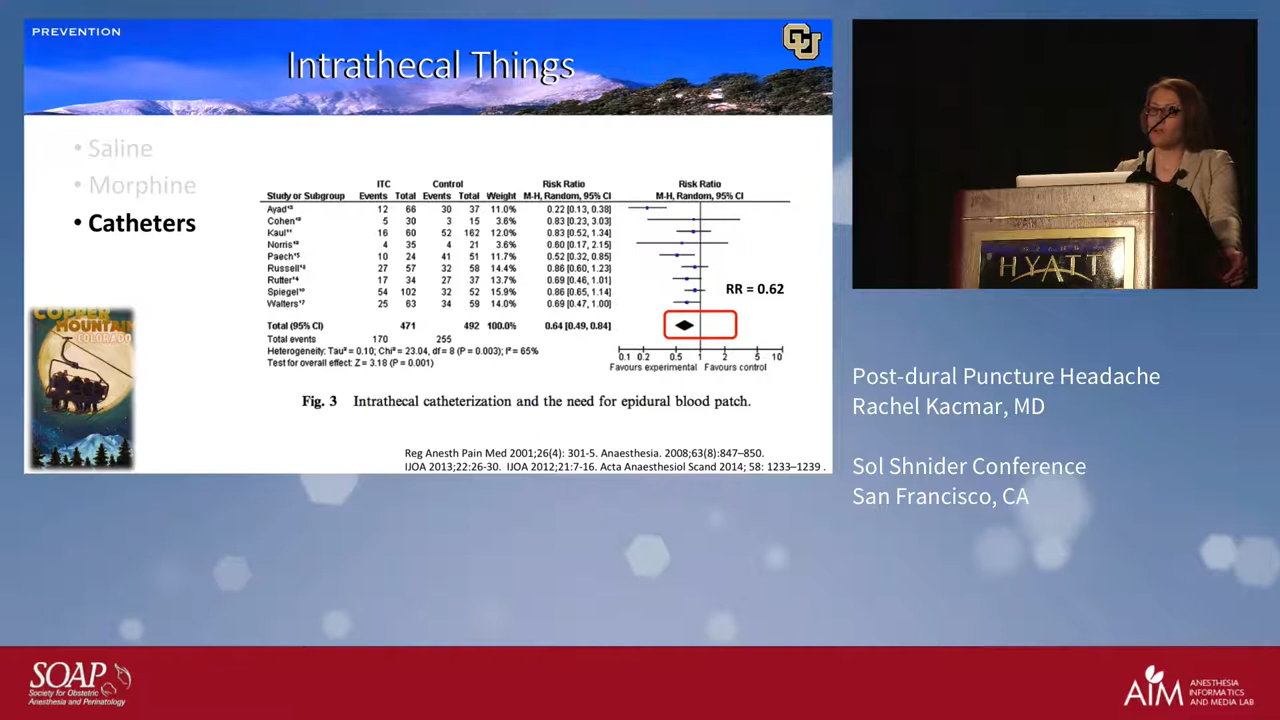 PREVENTION
CU
Intrathecal Things
• Saline
• Morphine
• Catheters
ITC Control Risk Ratio Risk Ratio
Study or Subgroup Events Total Events Total Weight M-H, Random, 95% CI M-H, Random, 95% CI
Ayad¹³ 12 66 30 37 11.0% 0.22 [0.13, 0.38]
Cohen 5 30 3 15 3.6% 0.83 [0.23, 3.03]
Kaul 16 60 52 162 12.0% 0.83 [0.52, 1.34]
Norris 4 35 4 21 3.6% 0.60 [0.17, 2.15]
Paech 10 24 41 51 11.7% 0.52 [0.32, 0.85]
Russell 27 57 32 58 14.4% 0.86 [0.60, 1.23]
Rutter 17 34 27 37 13.7% 0.69 [0.46, 1.01]
Spiegel 54 102 32 52 15.9% 0.86 [0.65, 1.14]
Walters 25 63 34 59 14.0% 0.69 [0.47, 1.00]
RR = 0.62
Total (95% CI) 471 492 100.0% 0.64 [0.49, 0.84]
Total events 170 255
Heterogeneity: Tau² = 0.10; Chi² = 23.04, df = 8 (P = 0.003); I² = 65%
Test for overall effect: Z = 3.18 (P = 0.001)
0.1 0.2 0.5 1 2 5 10
Favours experimental Favours control
Fig. 3 Intrathecal catheterization and the need for epidural blood patch.
COPPER
MOUNTAIN
COLORADO
Reg Anesth Pain Med 2001;26(4): 301-5. Anaesthesia. 2008;63(8):847–850.
IJOA 2013;22:26-30. IJOA 2012;21:7-16. Acta Anaesthesiol Scand 2014; 58: 1233–1239 .
GRAND
HYATT
Post-dural Puncture Headache
Rachel Kacmar, MD
Sol Shnider Conference
San Francisco, CA
SOAP
Society for Obstetric
Anesthesia and Perinatology
AIM
ANESTHESIA
INFORMATICS
AND MEDIA LAB